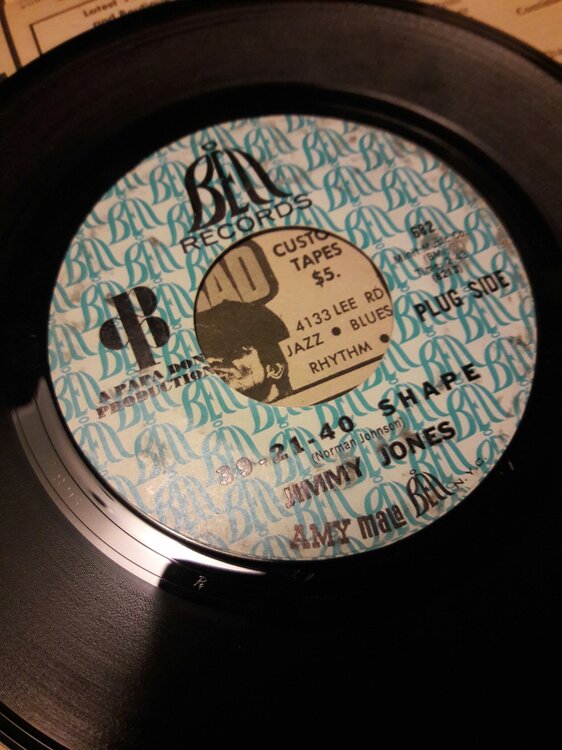 Latest
BELL
RECORDS
682
PLUG SIDE
A PAPA DON
PRODUCTION
CUSTO
TAPES
$5.
4133 LEE RD
JAZZ • BLUES
RHYTHM •
39-21-40 SHAPE
(Norman Johnson)
JIMMY JONES
AMY mala BELL N.Y.C.